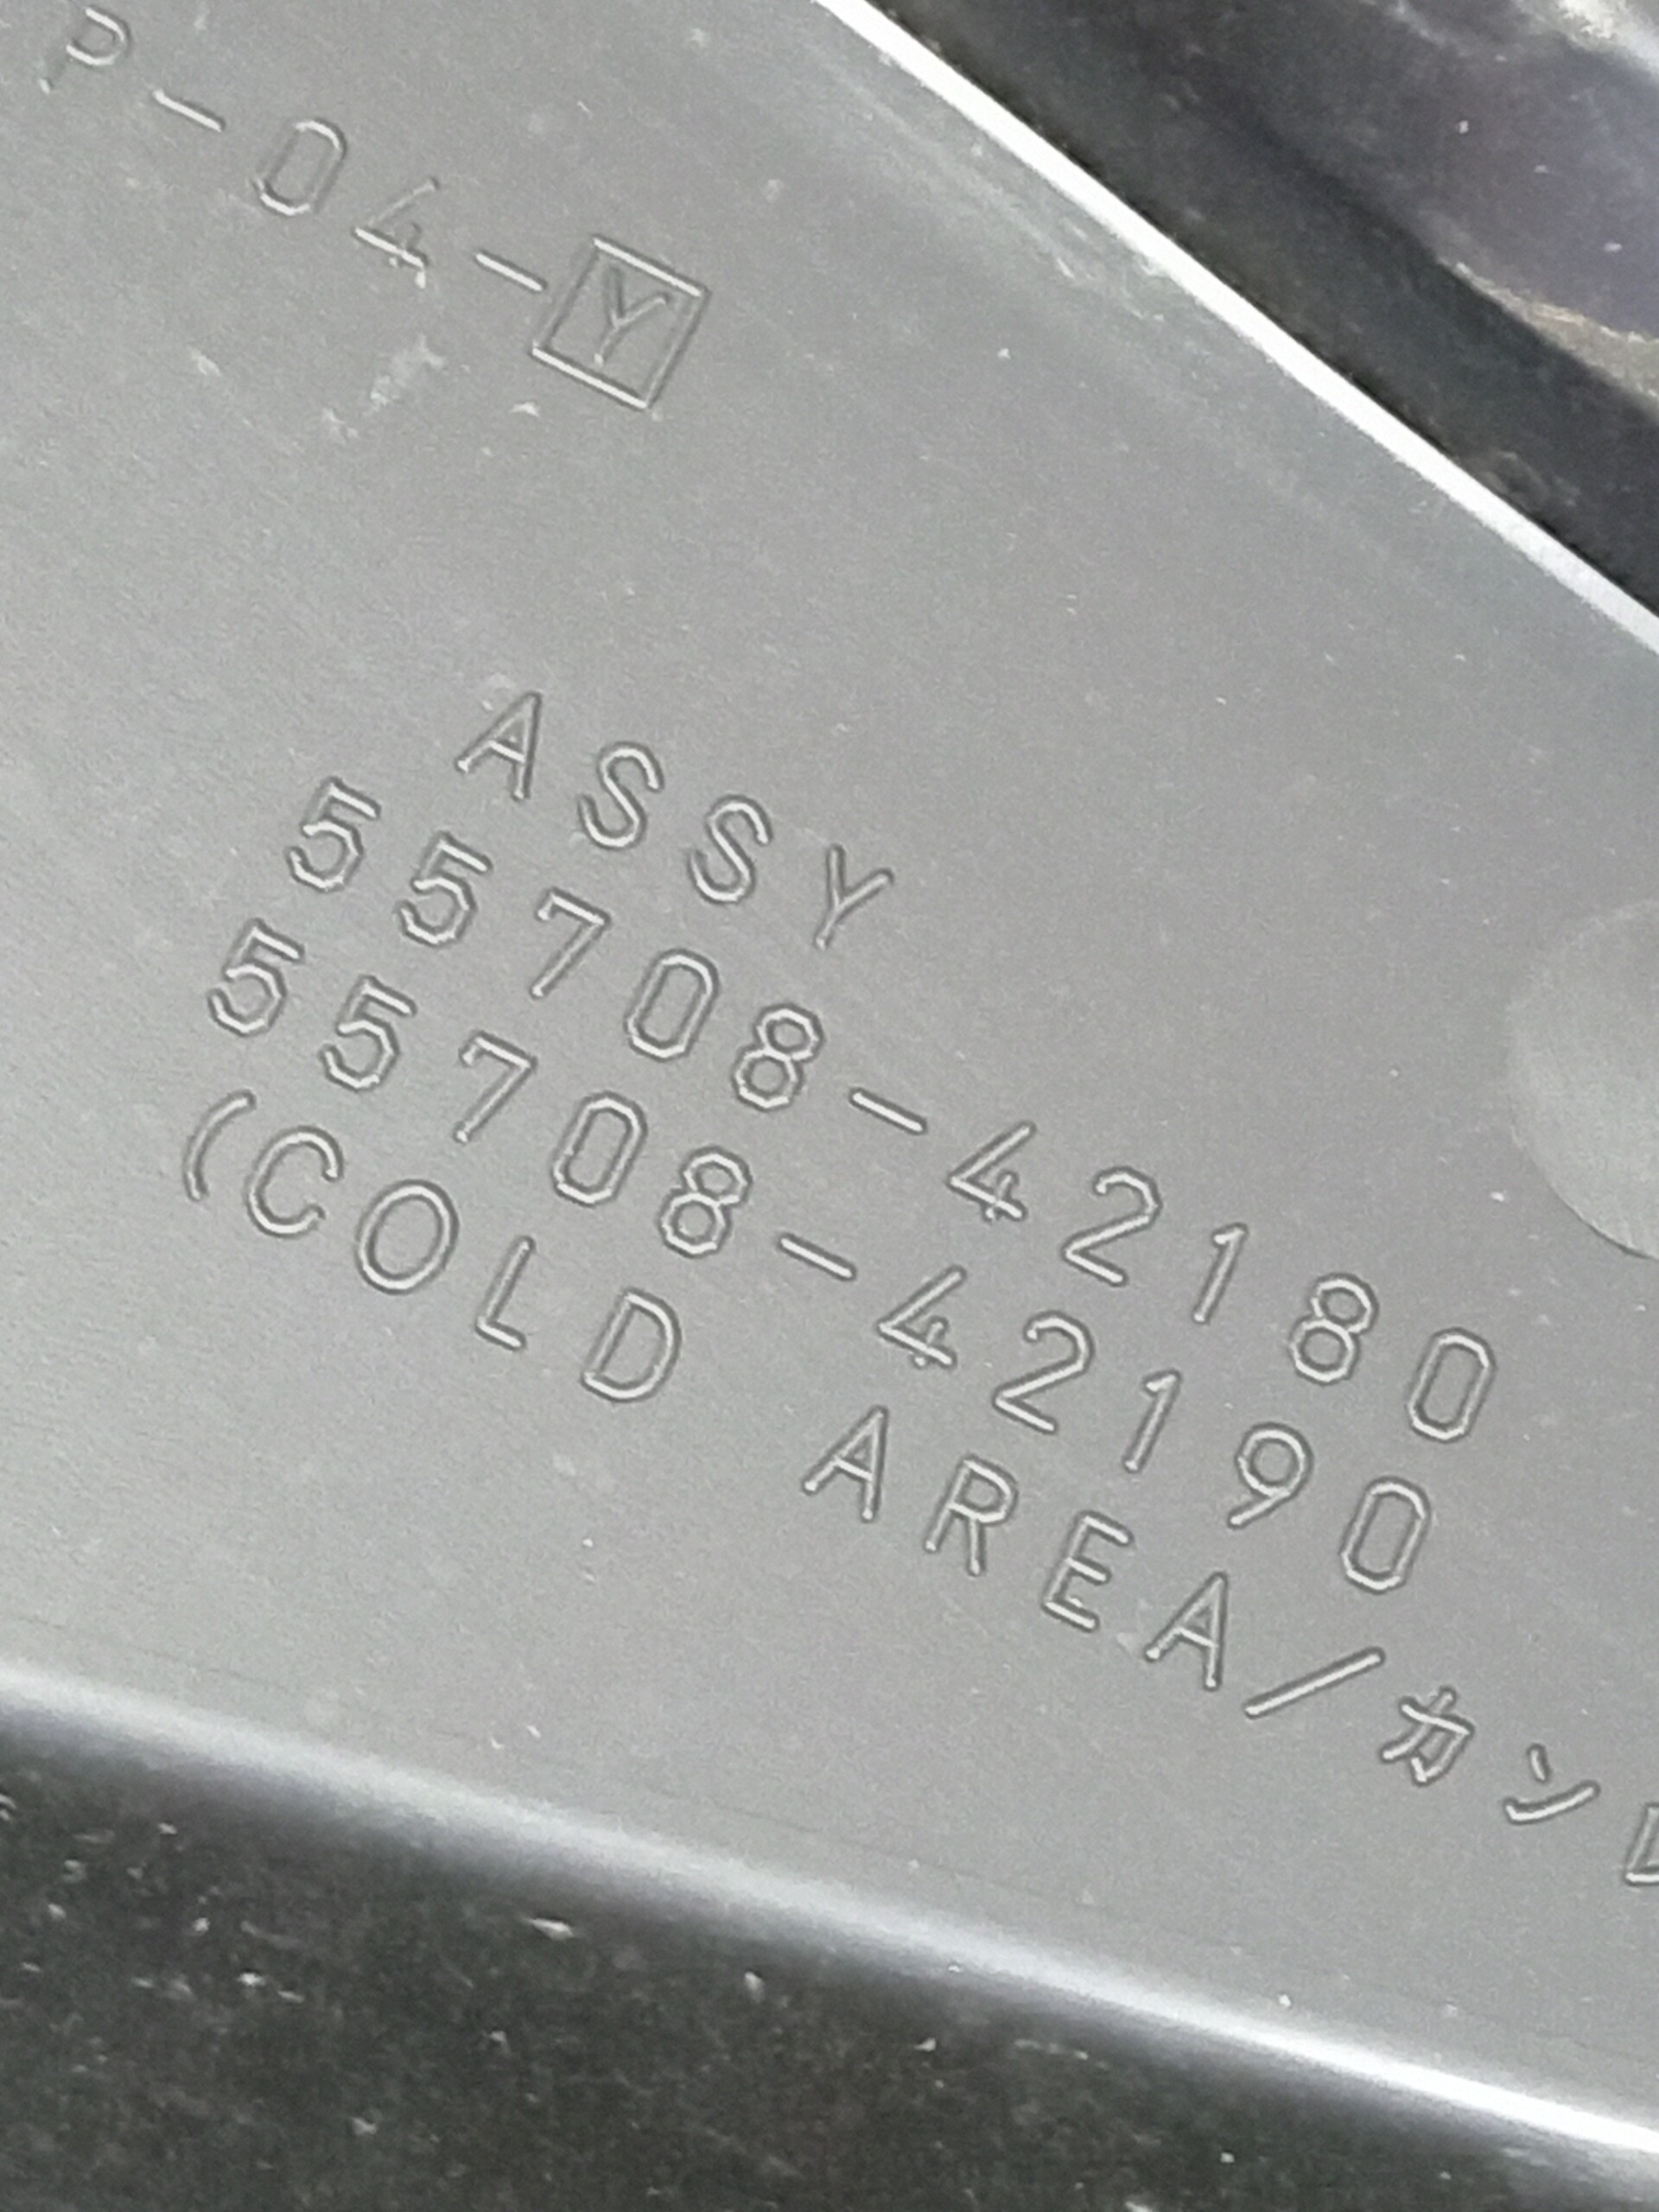 P-04-Y
ASSY
55708-42180
55708-42190
(COLD AREA/カン